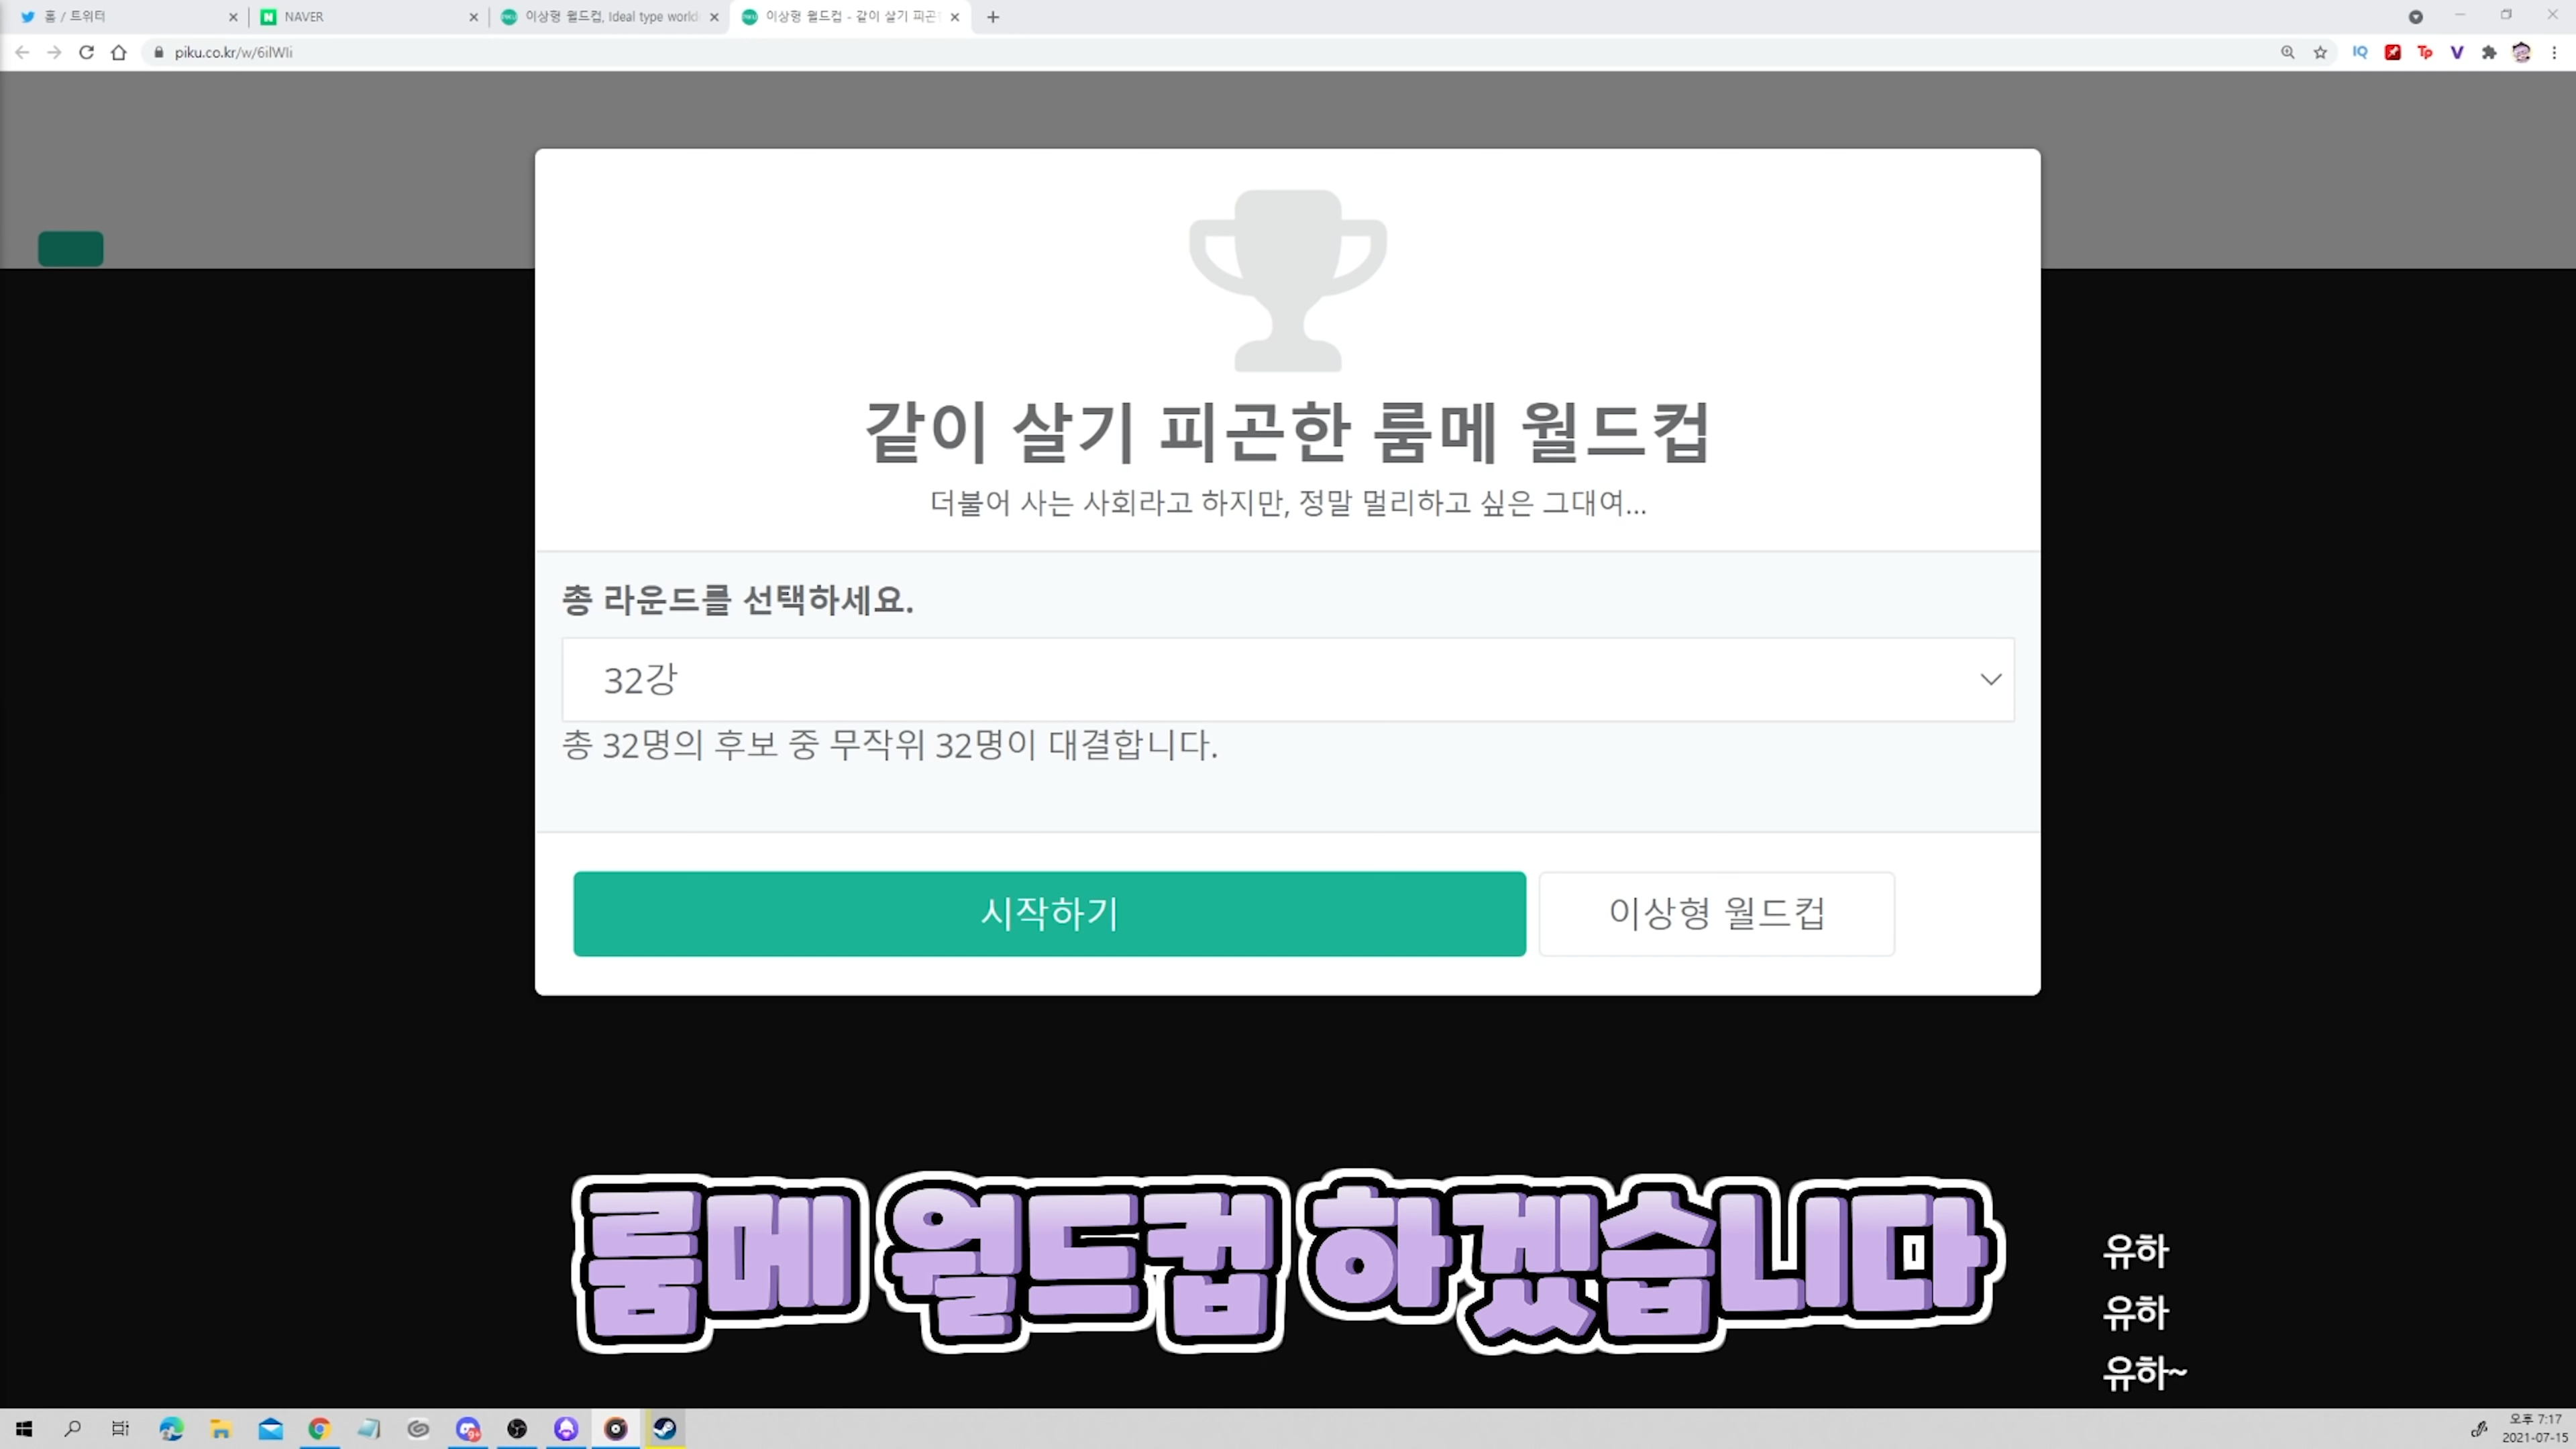 홈 / 트위터
NAVER
이상형 월드컵, Ideal type world
이상형 월드컵 - 같이 살기 피곤한
piku.co.kr/w/6ilWli
같이 살기 피곤한 룸메 월드컵
더불어 사는 사회라고 하지만, 정말 멀리하고 싶은 그대여...
총 라운드를 선택하세요.
32강
총 32명의 후보 중 무작위 32명이 대결합니다.
시작하기
이상형 월드컵
룸메 월드컵 하겠습니다
유하
유하
유하~
오후 7:17
2021-07-15